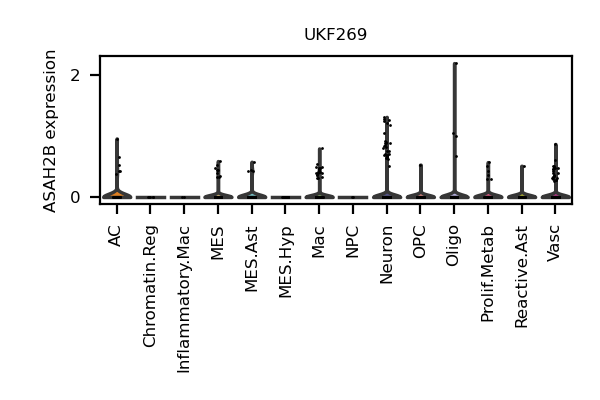 UKF269
ASAH2B expression
2
0
AC
Chromatin.Reg
Inflammatory.Mac
MES
MES.Ast
MES.Hyp
Mac
NPC
Neuron
OPC
Oligo
Prolif.Metab
Reactive.Ast
Vasc